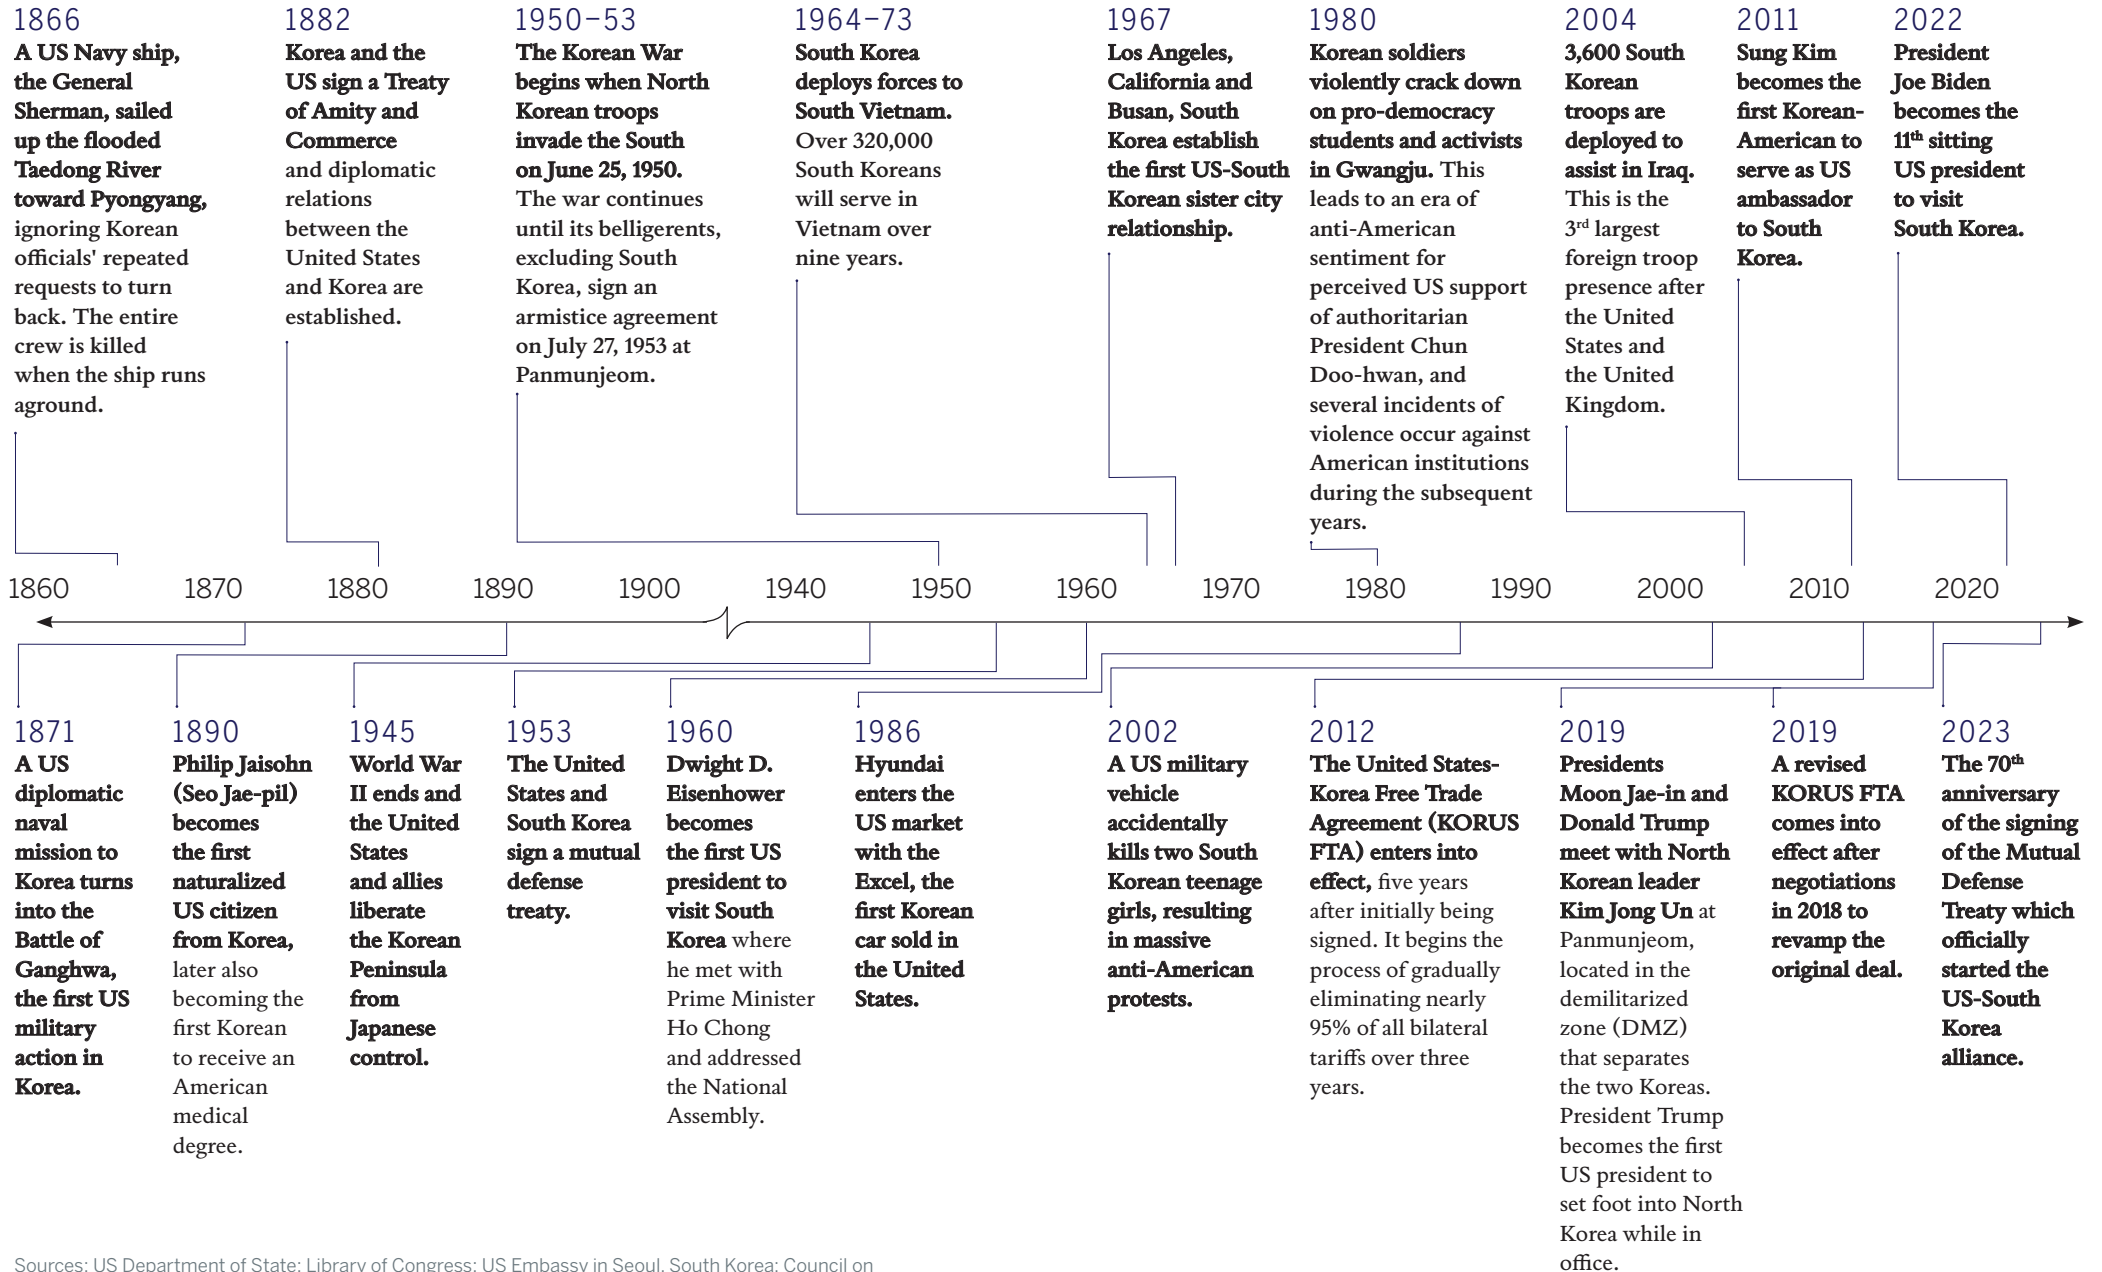 1866
A US Navy ship,
the General
Sherman, sailed
up the flooded
Taedong River
toward Pyongyang,
ignoring Korean
officials' repeated
requests to turn
back. The entire
crew is killed
when the ship runs
aground.
1882
Korea and the
US sign a Treaty
of Amity and
Commerce
and diplomatic
relations
between the
United States
and Korea are
established.
1950–53
The Korean War
begins when North
Korean troops
invade the South
on June 25, 1950.
The war continues
until its belligerents,
excluding South
Korea, sign an
armistice agreement
on July 27, 1953 at
Panmunjeom.
1964–73
South Korea
deploys forces to
South Vietnam.
Over 320,000
South Koreans
will serve in
Vietnam over
nine years.
1967
Los Angeles,
California and
Busan, South
Korea establish
the first US-South
Korean sister city
relationship.
1980
Korean soldiers
violently crack down
on pro-democracy
students and activists
in Gwangju. This
leads to an era of
anti-American
sentiment for
perceived US support
of authoritarian
President Chun
Doo-hwan, and
several incidents of
violence occur against
American institutions
during the subsequent
years.
2004
3,600 South
Korean
troops are
deployed to
assist in Iraq.
This is the
3rd largest
foreign troop
presence after
the United
States and
the United
Kingdom.
2011
Sung Kim
becomes the
first Korean-
American to
serve as US
ambassador
to South
Korea.
2022
President
Joe Biden
becomes the
11th sitting
US president
to visit
South Korea.
1860 1870 1880 1890 1900 1940 1950 1960 1970 1980 1990 2000 2010 2020
1871
A US
diplomatic
naval
mission to
Korea turns
into the
Battle of
Ganghwa,
the first US
military
action in
Korea.
1890
Philip Jaisohn
(Seo Jae-pil)
becomes
the first
naturalized
US citizen
from Korea,
later also
becoming the
first Korean
to receive an
American
medical
degree.
1945
World War
II ends and
the United
States
and allies
liberate
the Korean
Peninsula
from
Japanese
control.
1953
The United
States and
South Korea
sign a mutual
defense
treaty.
1960
Dwight D.
Eisenhower
becomes
the first US
president to
visit South
Korea where
he met with
Prime Minister
Ho Chong
and addressed
the National
Assembly.
1986
Hyundai
enters the
US market
with the
Excel, the
first Korean
car sold in
the United
States.
2002
A US military
vehicle
accidentally
kills two South
Korean teenage
girls, resulting
in massive
anti-American
protests.
2012
The United States-
Korea Free Trade
Agreement (KORUS
FTA) enters into
effect, five years
after initially being
signed. It begins the
process of gradually
eliminating nearly
95% of all bilateral
tariffs over three
years.
2019
Presidents
Moon Jae-in and
Donald Trump
meet with North
Korean leader
Kim Jong Un at
Panmunjeom,
located in the
demilitarized
zone (DMZ)
that separates
the two Koreas.
President Trump
becomes the first
US president to
set foot into North
Korea while in
office.
2019
A revised
KORUS FTA
comes into
effect after
negotiations
in 2018 to
revamp the
original deal.
2023
The 70th
anniversary
of the signing
of the Mutual
Defense
Treaty which
officially
started the
US-South
Korea
alliance.
Sources: US Department of State; Library of Congress; US Embassy in Seoul, South Korea; Council on